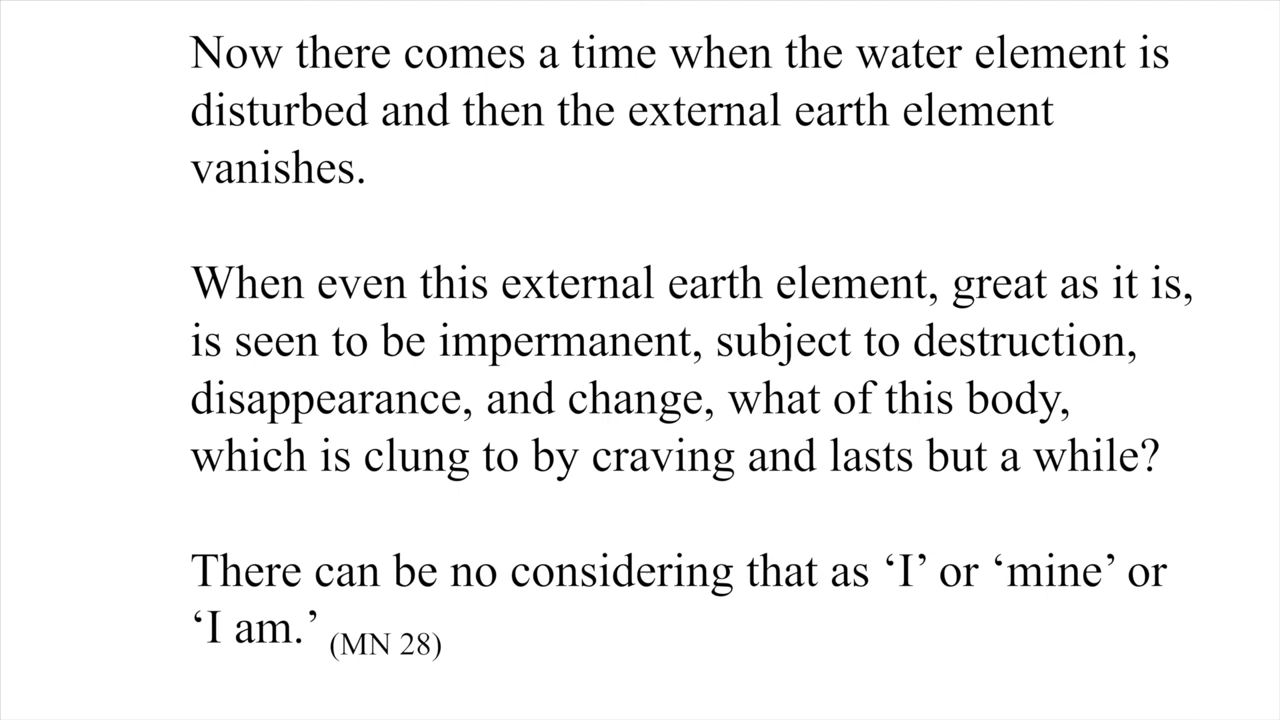 Now there comes a time when the water element is
disturbed and then the external earth element
vanishes.
When even this external earth element, great as it is,
is seen to be impermanent, subject to destruction,
disappearance, and change, what of this body,
which is clung to by craving and lasts but a while?
There can be no considering that as ‘I’ or ‘mine’ or
‘I am.’ (MN 28)